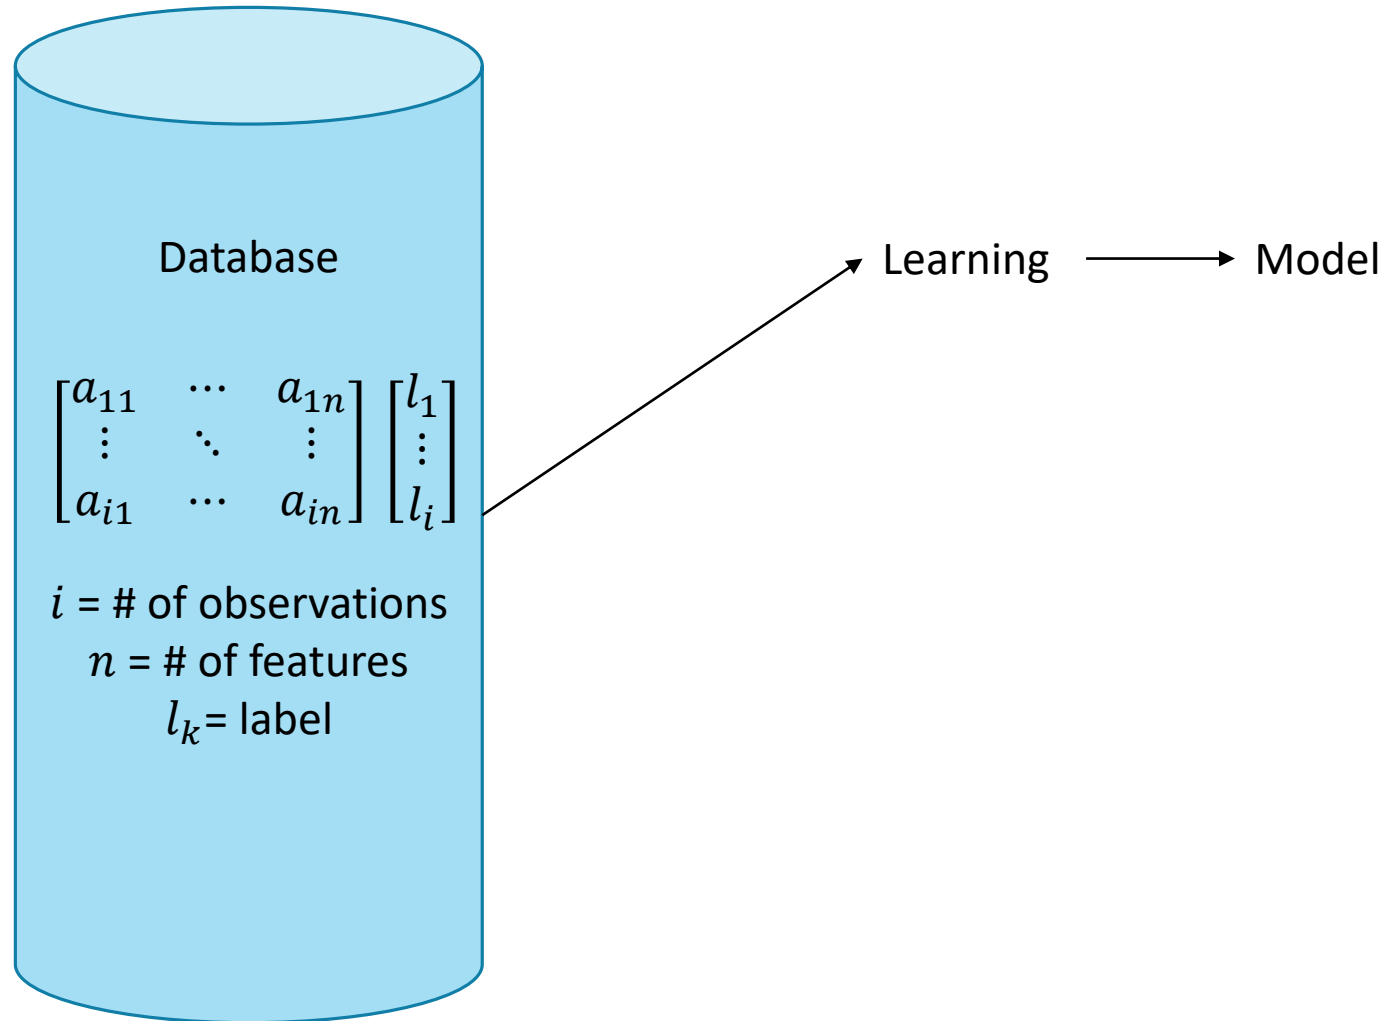 Database
Learning
Model
a₁₁ ⋯ a₁ₙ l₁
⋮ ⋱ ⋮ ⋮
aᵢ₁ ⋯ aᵢₙ lᵢ
i = # of observations
n = # of features
lₖ= label